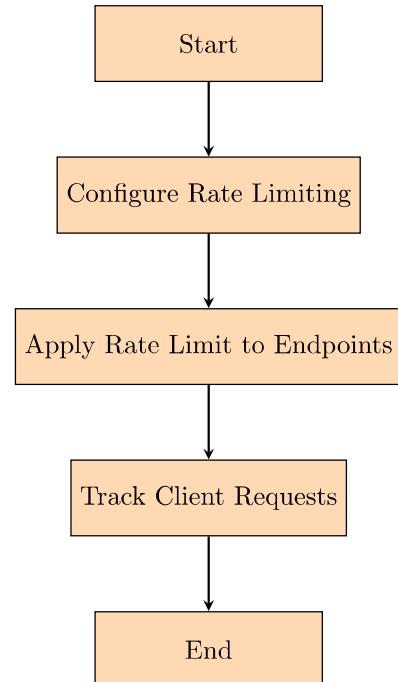 Start
Configure Rate Limiting
Apply Rate Limit to Endpoints
Track Client Requests
End